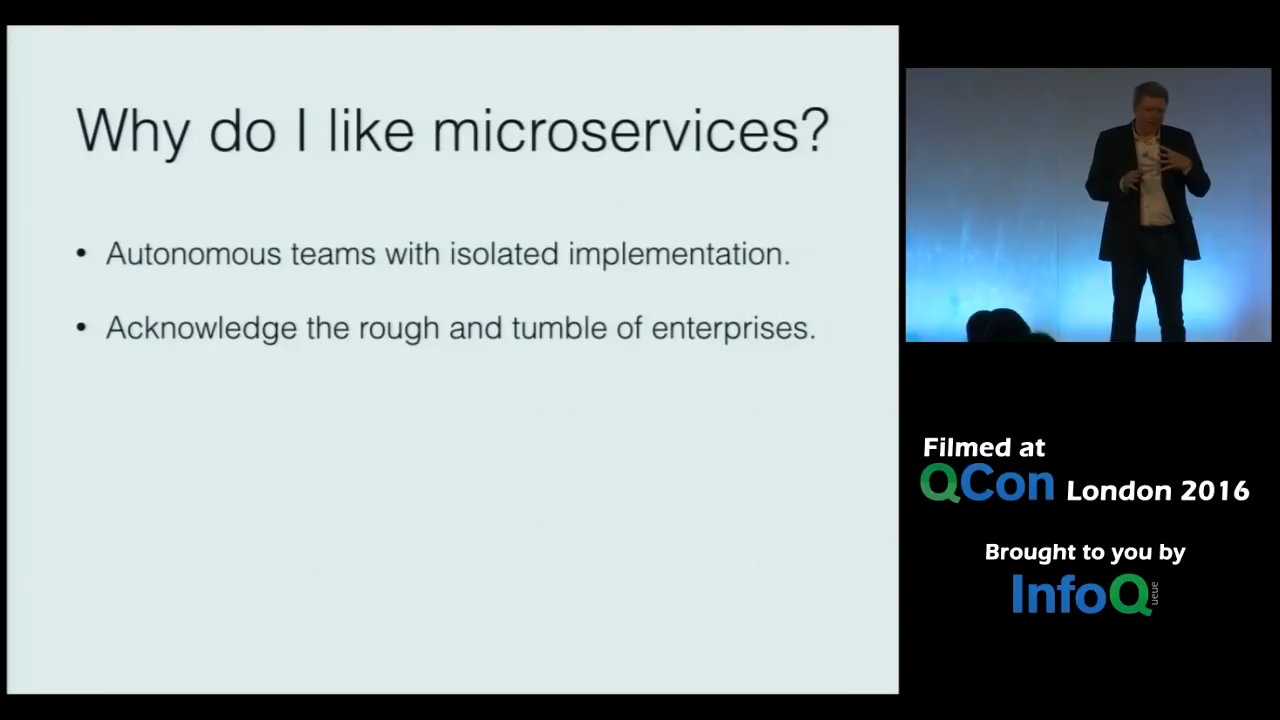 Why do I like microservices?
• Autonomous teams with isolated implementation.
• Acknowledge the rough and tumble of enterprises.
Filmed at
QCon London 2016
Brought to you by
InfoQ
ueue